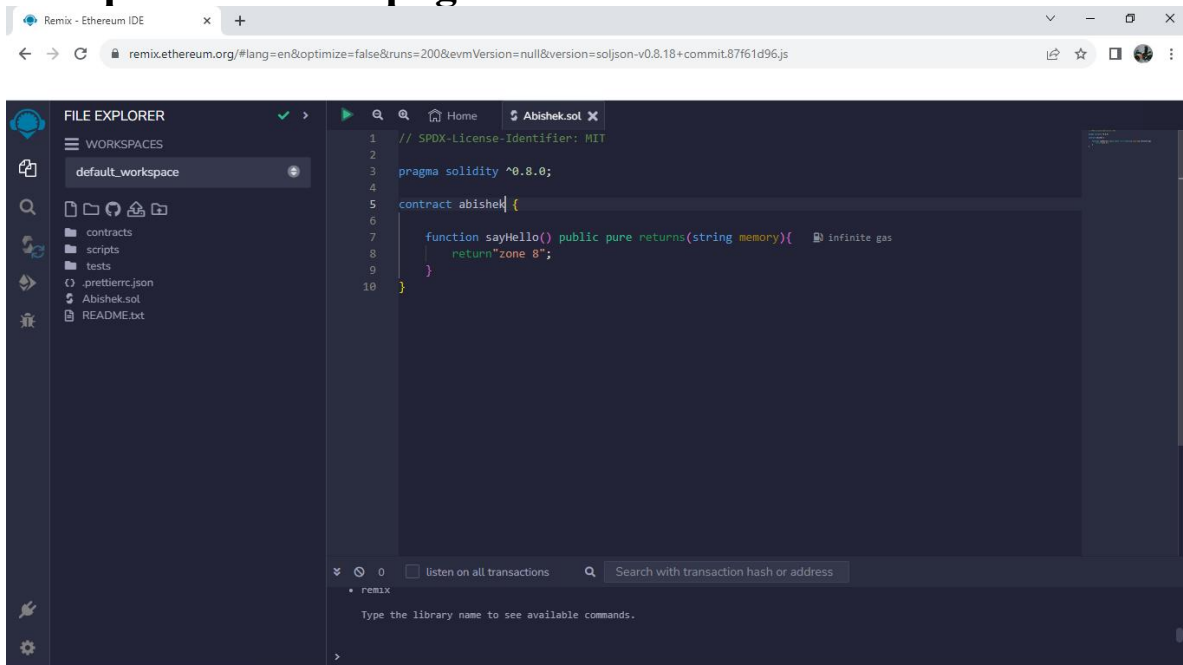 Remix - Ethereum IDE
remix.ethereum.org/#lang=en&optimize=false&runs=200&evmVersion=null&version=soljson-v0.8.18+commit.87f61d96.js
FILE EXPLORER
WORKSPACES
default_workspace
contracts
scripts
tests
.prettierrc.json
Abishek.sol
README.txt
Home
Abishek.sol
1 // SPDX-License-Identifier: MIT
2
3 pragma solidity ^0.8.0;
4
5 contract abishek {
6
7 function sayHello() public pure returns(string memory){ infinite gas
8 return"zone 8";
9 }
10 }
0 listen on all transactions Search with transaction hash or address
• remix
Type the library name to see available commands.
>